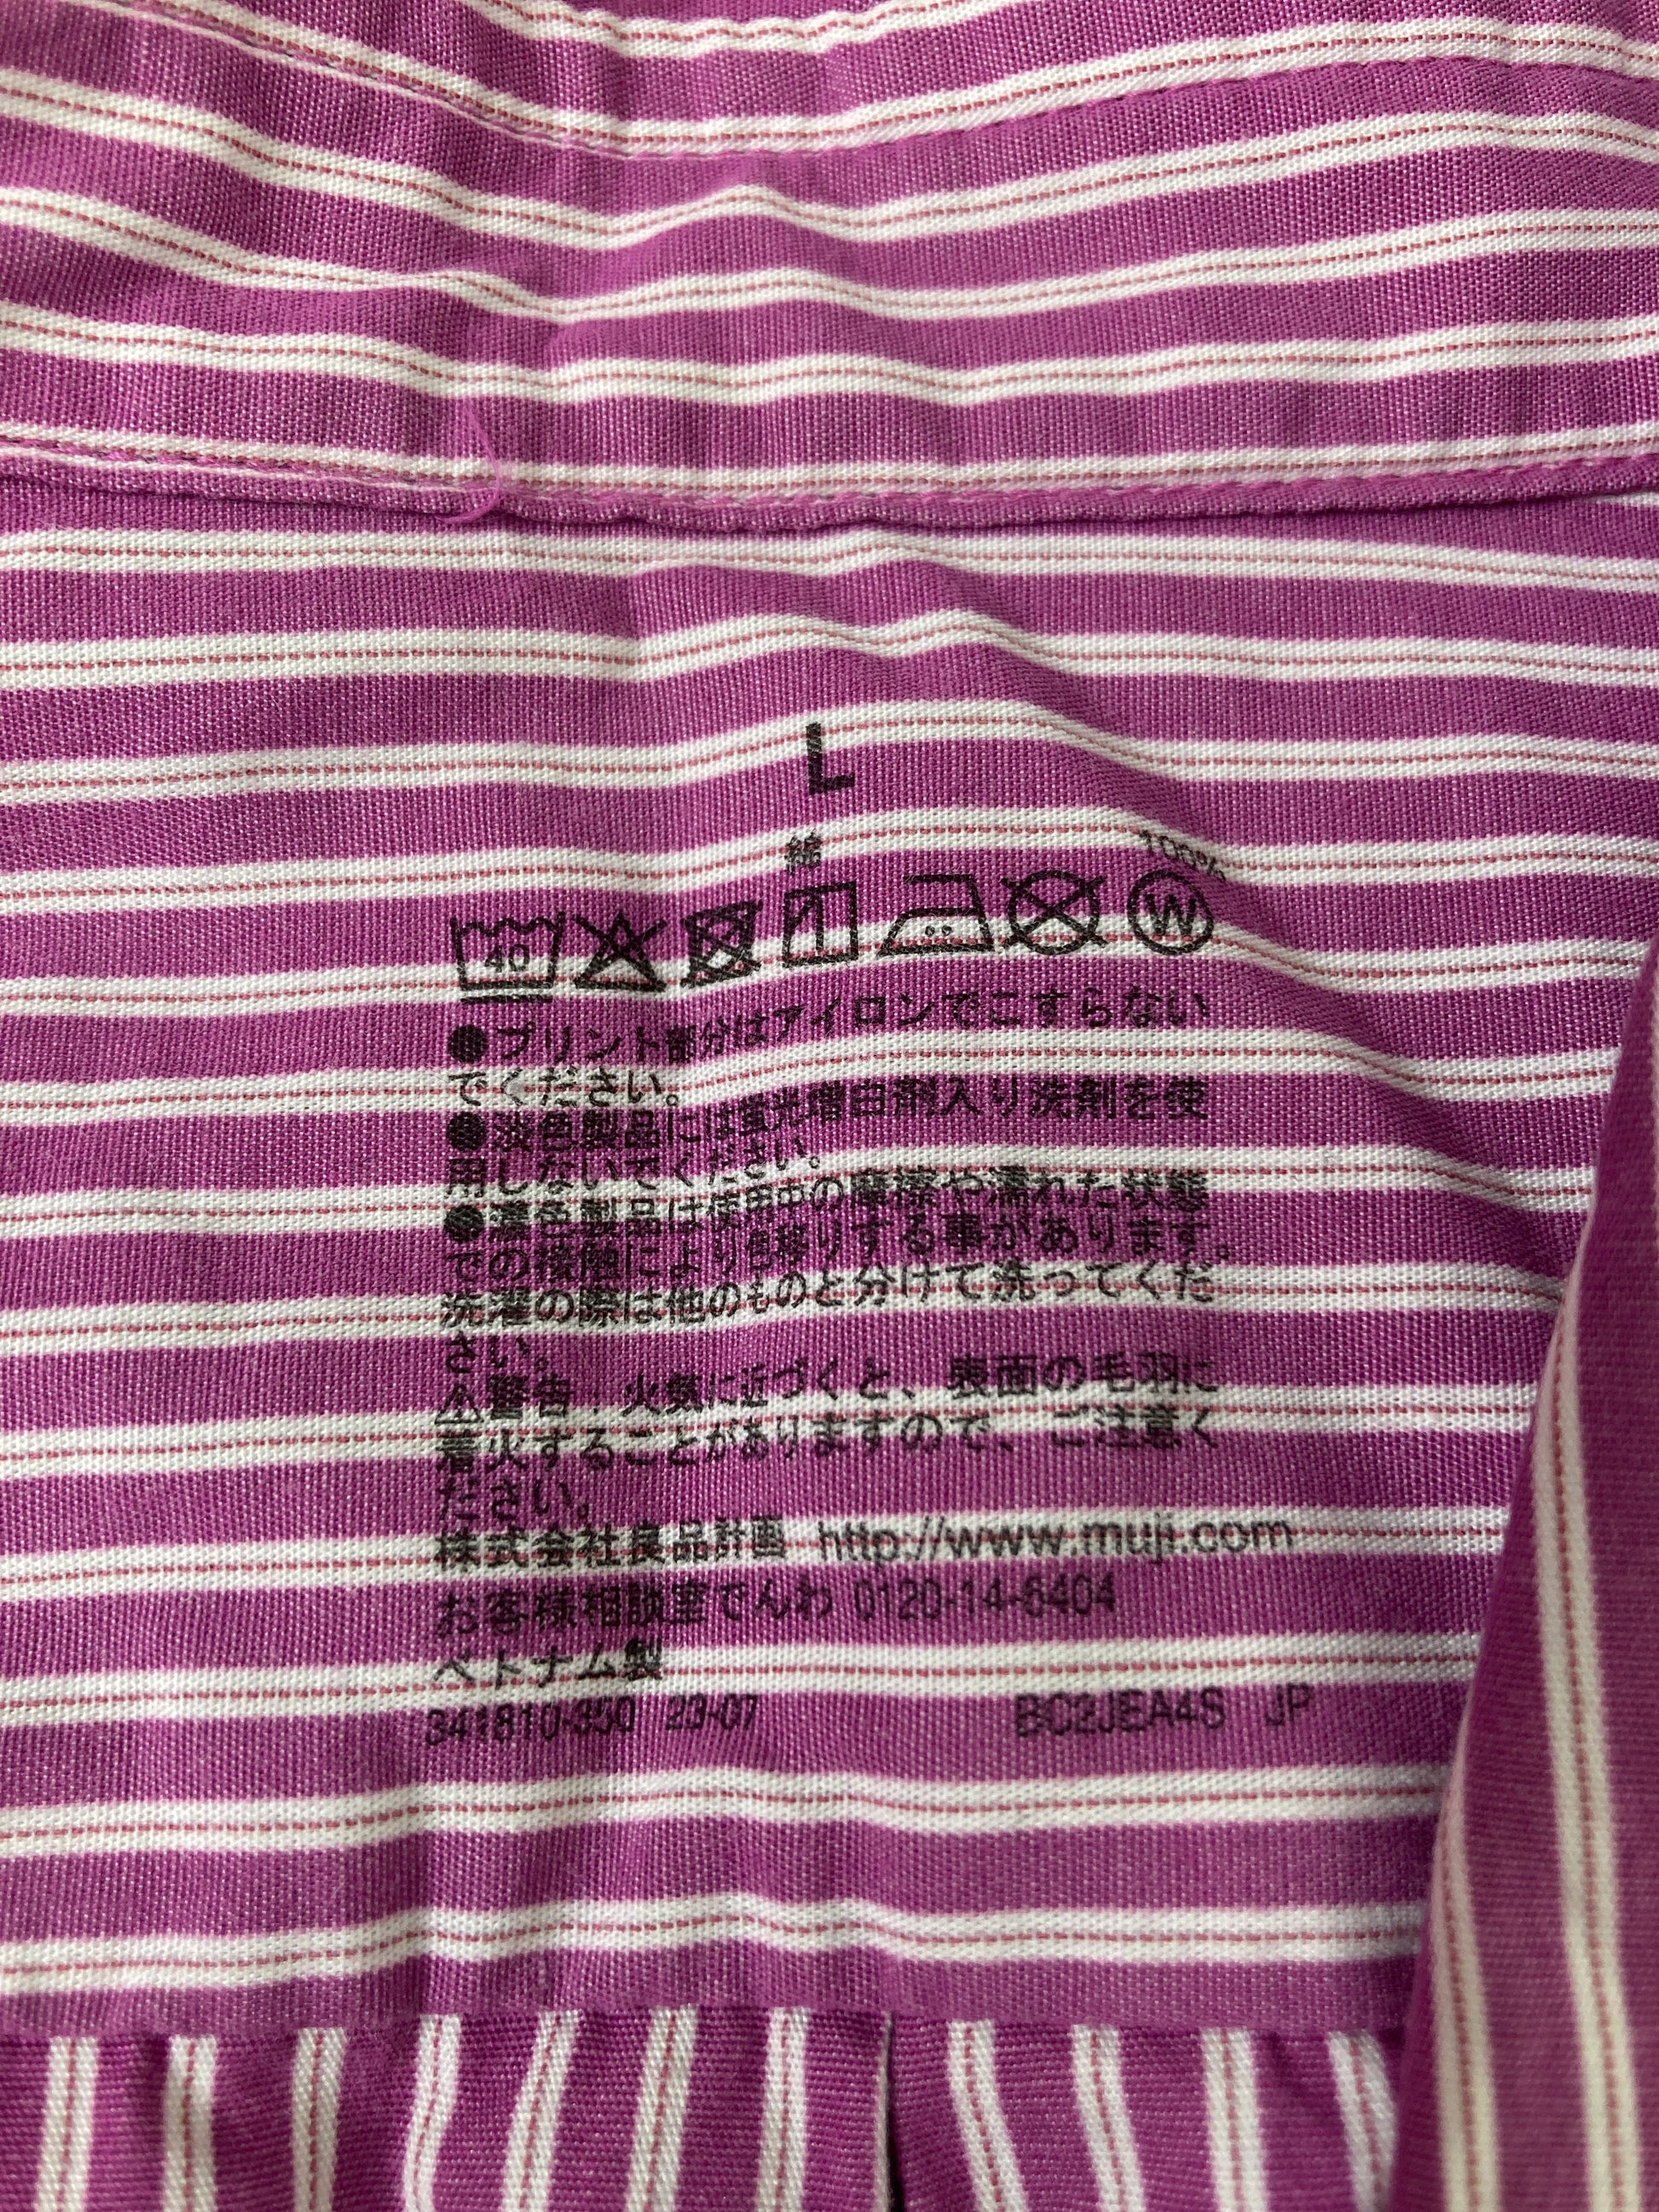 L
綿 100%
40 W
●プリント部分はアイロンでこすらない
でください。
●淡色製品には蛍光増白剤入り洗剤を使
用しないでください。
●濃色製品は使用中の摩擦や濡れた状態
での接触により色移りする事があります。
洗濯の際は他のものと分けて洗ってくだ
さい。
⚠警告：火気に近づくと、表面の毛羽に
着火することがありますので、ご注意く
ださい。
株式会社良品計画 http://www.muji.com
お客様相談室でんわ 0120-14-6404
ベトナム製
341810-350 23-07 BC2JEA4S JP